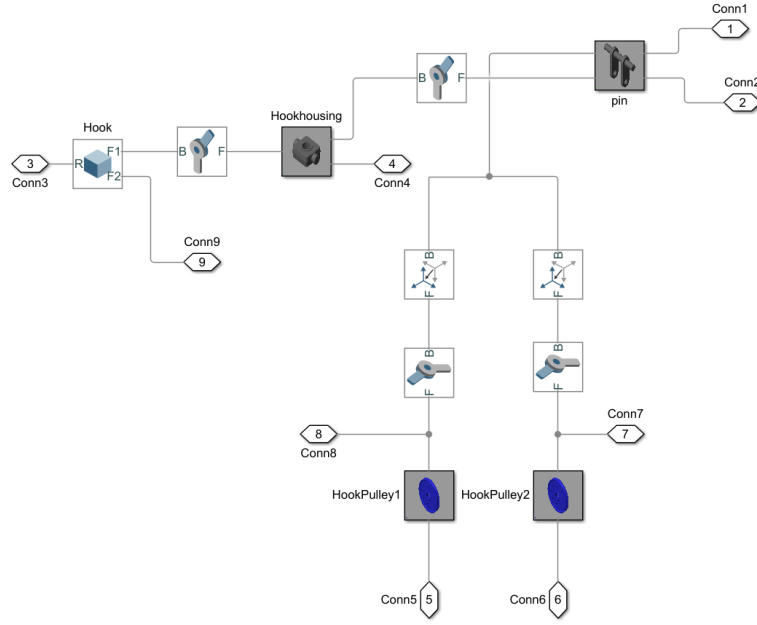 Conn1
1
B
F
pin
Conn2
2
Hook
F1
F2
R
3
Conn3
B
F
Hookhousing
4
Conn4
Conn9
9
B
F
B
F
B
F
B
F
8
Conn8
Conn7
7
HookPulley1
HookPulley2
Conn5
5
Conn6
6